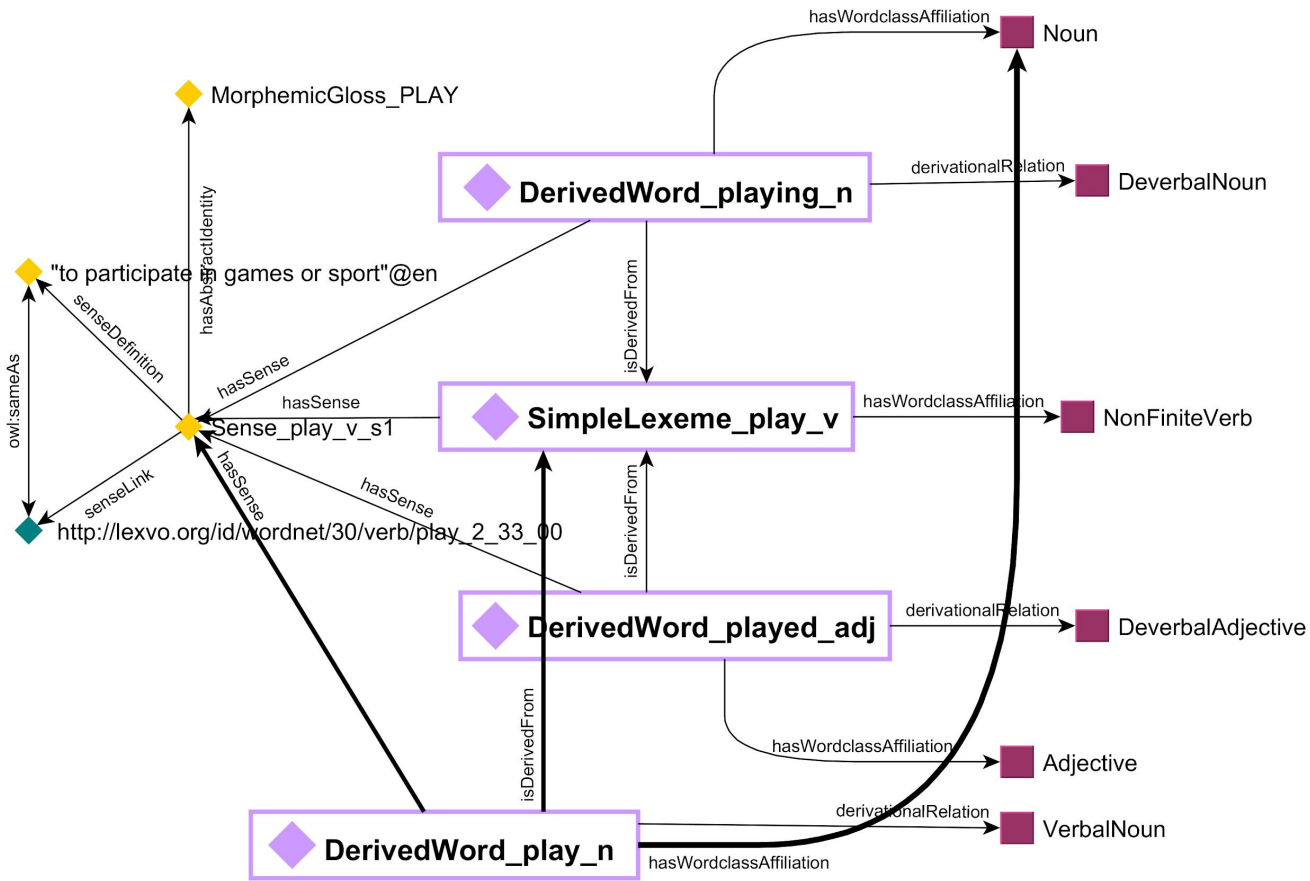 hasWordclassAffiliation
Noun
MorphemicGloss_PLAY
derivationalRelation
DeverbalNoun
DerivedWord_playing_n
hasAbstractIdentity
"to participate in games or sport"@en
senseDefinition
isDerivedFrom
owl:sameAs
hasSense
hasSense
hasWordclassAffiliation
SimpleLexeme_play_v
NonFiniteVerb
Sense_play_v_s1
hasSense
hasSense
senseLink
isDerivedFrom
http://lexvo.org/id/wordnet/30/verb/play_2_33_00
derivationalRelation
DerivedWord_played_adj
DeverbalAdjective
isDerivedFrom
hasWordclassAffiliation
Adjective
derivationalRelation
VerbalNoun
DerivedWord_play_n
hasWordclassAffiliation